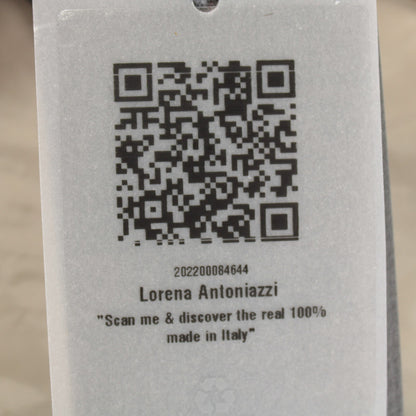 202200084644
Lorena Antoniazzi
"Scan me & discover the real 100%
made in Italy"